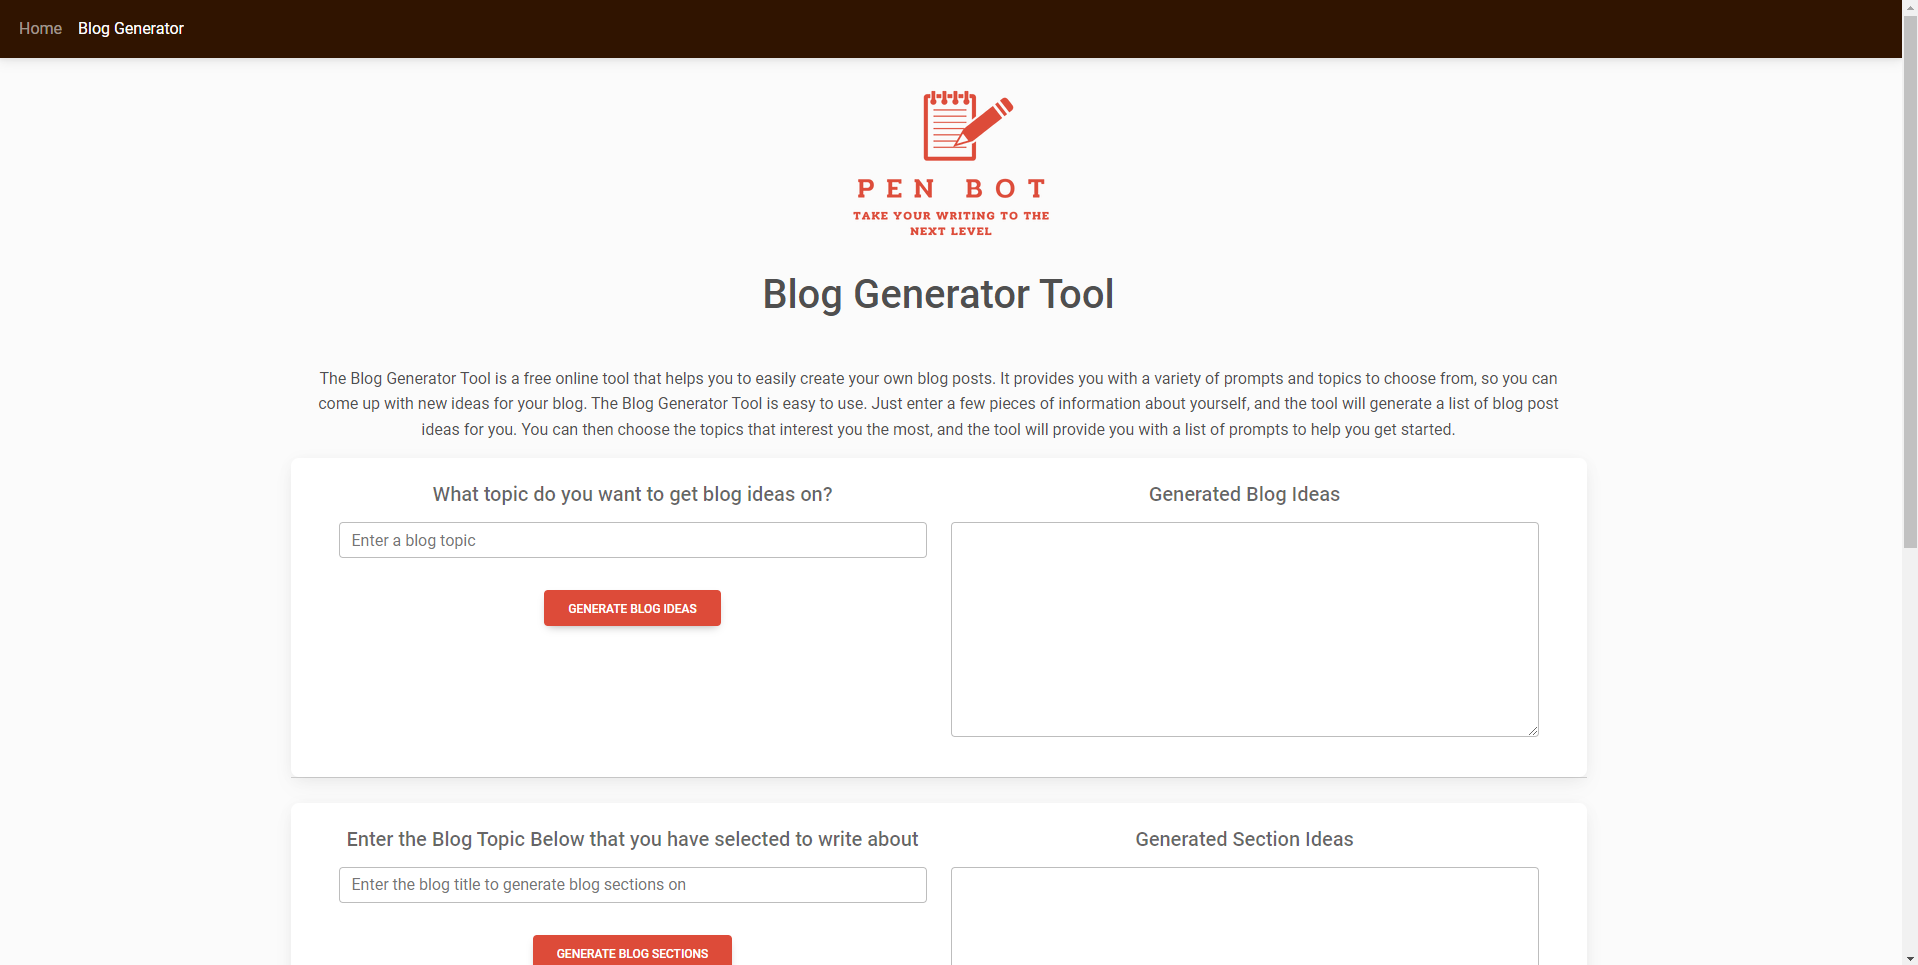 Home Blog Generator
PEN BOT
TAKE YOUR WRITING TO THE
NEXT LEVEL
Blog Generator Tool
The Blog Generator Tool is a free online tool that helps you to easily create your own blog posts. It provides you with a variety of prompts and topics to choose from, so you can
come up with new ideas for your blog. The Blog Generator Tool is easy to use. Just enter a few pieces of information about yourself, and the tool will generate a list of blog post
ideas for you. You can then choose the topics that interest you the most, and the tool will provide you with a list of prompts to help you get started.
What topic do you want to get blog ideas on?
Enter a blog topic
GENERATE BLOG IDEAS
Generated Blog Ideas
Enter the Blog Topic Below that you have selected to write about
Enter the blog title to generate blog sections on
GENERATE BLOG SECTIONS
Generated Section Ideas